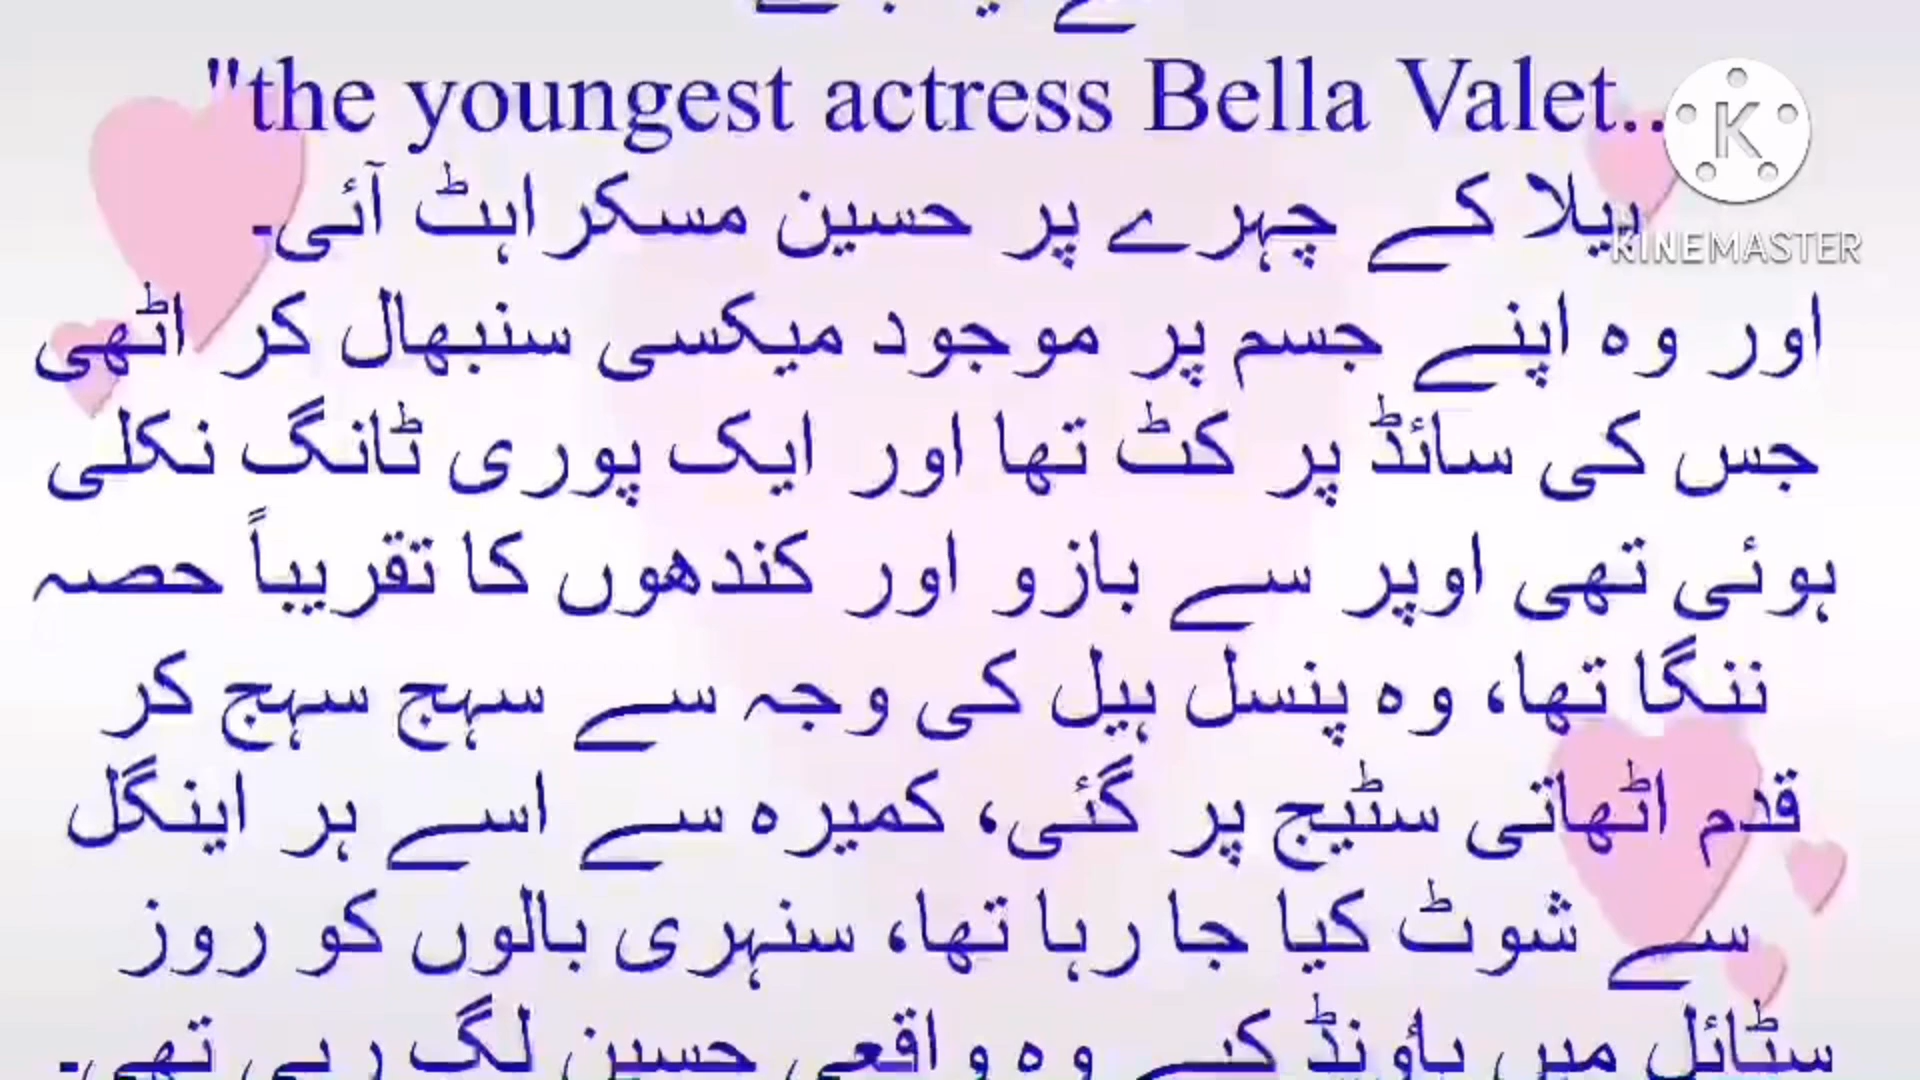 "the youngest actress Bella Valet..
بیلا کے چہرے پر حسین مسکراہٹ آئی۔
اور وہ اپنے جسم پر موجود میکسی سنبھال کر اٹھی
جس کی سائڈ پر کٹ تھا اور ایک پوری ٹانگ نکلی
ہوئی تھی اوپر سے بازو اور کندھوں کا تقریباً حصہ
ننگا تھا، وہ پنسل ہیل کی وجہ سے سہج سہج کر
قدم اٹھاتی سٹیج پر گئی، کمیرہ سے اسے ہر اینگل
سے شوٹ کیا جا رہا تھا، سنہری بالوں کو روز
سٹائل میں باؤنڈ کیے وہ واقعی حسین لگ رہی تھی۔
K
KINEMASTER